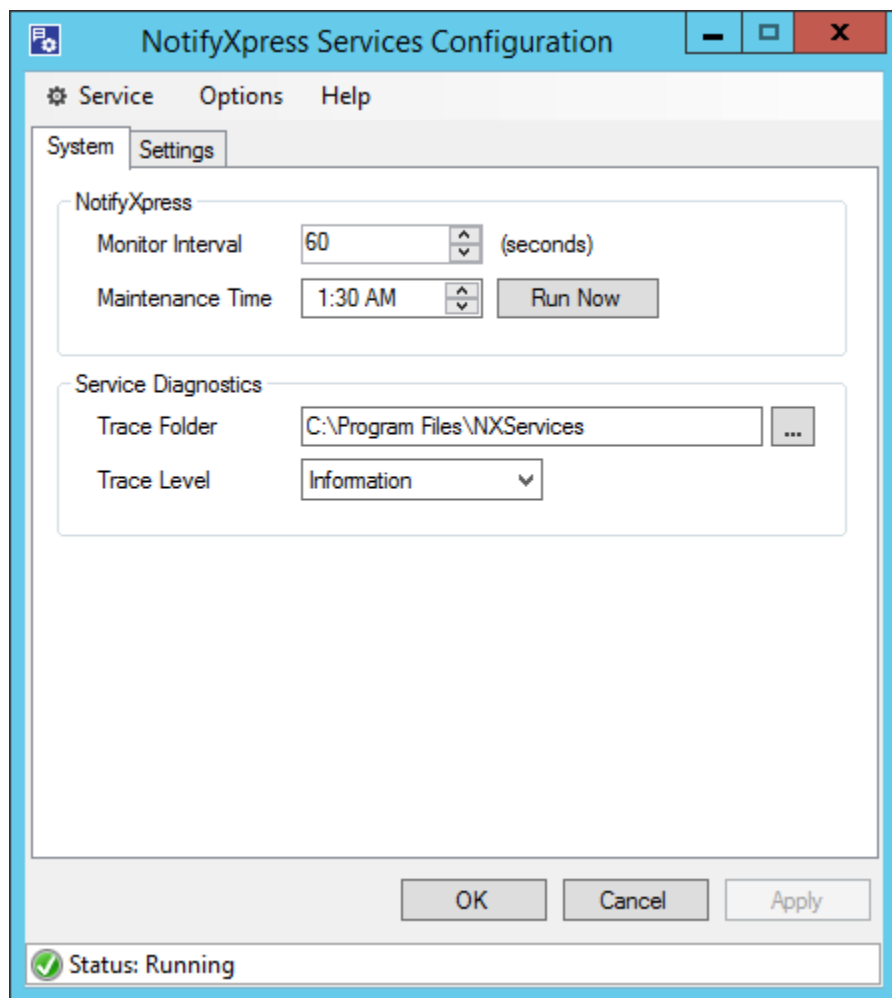 NotifyXpress Services Configuration
Service Options Help
System Settings
NotifyXpress
Monitor Interval 60 (seconds)
Maintenance Time 1:30 AM Run Now
Service Diagnostics
Trace Folder C:\Program Files\NXServices ...
Trace Level Information
OK Cancel Apply
Status: Running